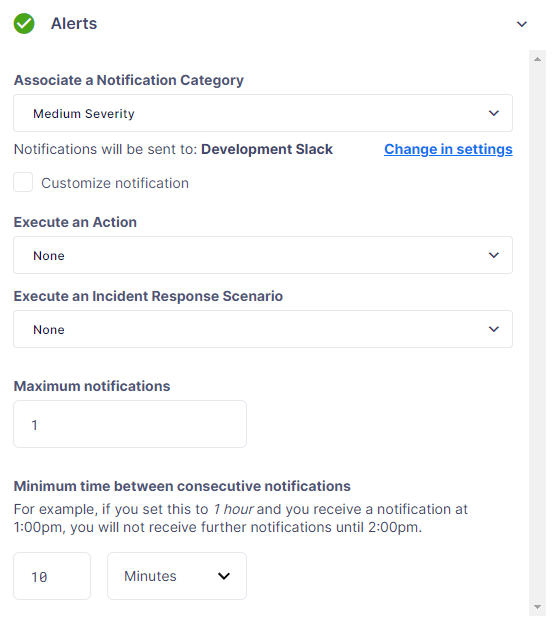 Alerts
Associate a Notification Category
Medium Severity
Notifications will be sent to: Development Slack Change in settings
Customize notification
Execute an Action
None
Execute an Incident Response Scenario
None
Maximum notifications
1
Minimum time between consecutive notifications
For example, if you set this to 1 hour and you receive a notification at
1:00pm, you will not receive further notifications until 2:00pm.
10 Minutes